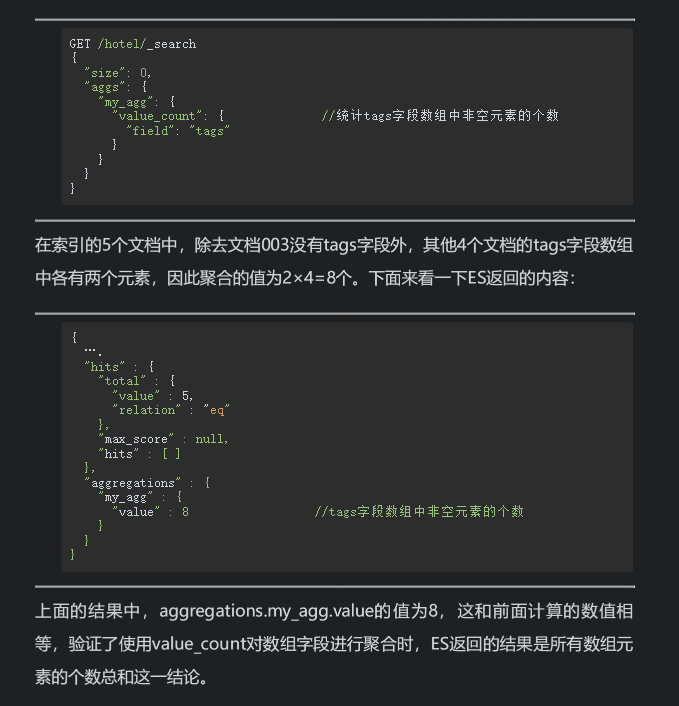 GET /hotel/_search
{
  "size": 0,
  "aggs": {
    "my_agg": {
      "value_count": {              //统计tags字段数组中非空元素的个数
        "field": "tags"
      }
    }
  }
}
在索引的5个文档中，除去文档003没有tags字段外，其他4个文档的tags字段数组
中各有两个元素，因此聚合的值为2×4=8个。下面来看一下ES返回的内容：
{
  ….
  "hits" : {
    "total" : {
      "value" : 5,
      "relation" : "eq"
    },
    "max_score" : null,
    "hits" : [ ]
  },
  "aggregations" : {
    "my_agg" : {
      "value" : 8                  //tags字段数组中非空元素的个数
    }
  }
}
上面的结果中，aggregations.my_agg.value的值为8，这和前面计算的数值相
等，验证了使用value_count对数组字段进行聚合时，ES返回的结果是所有数组元
素的个数总和这一结论。